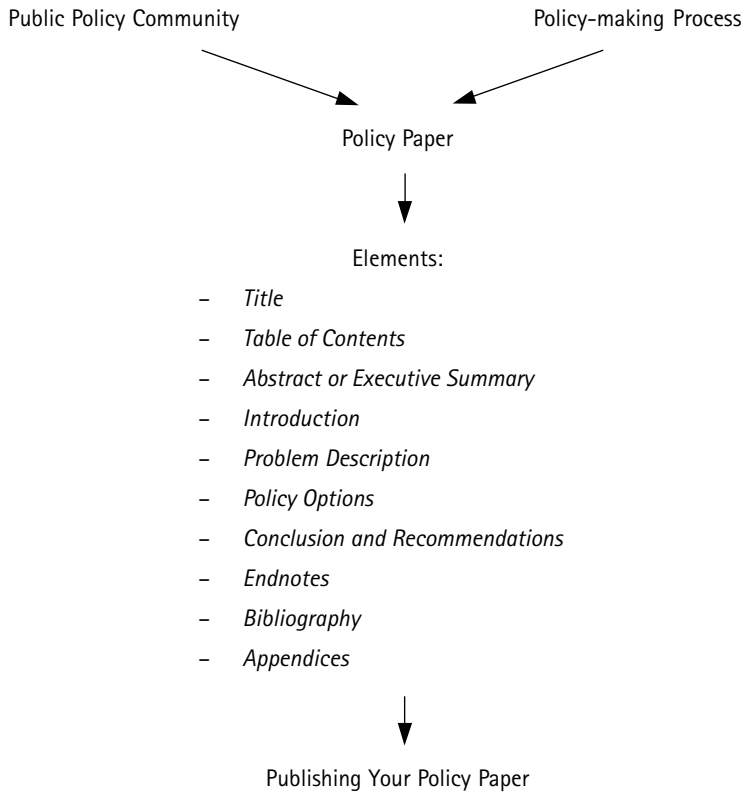 Public Policy Community
Policy-making Process
Policy Paper
Elements:
– Title
– Table of Contents
– Abstract or Executive Summary
– Introduction
– Problem Description
– Policy Options
– Conclusion and Recommendations
– Endnotes
– Bibliography
– Appendices
Publishing Your Policy Paper